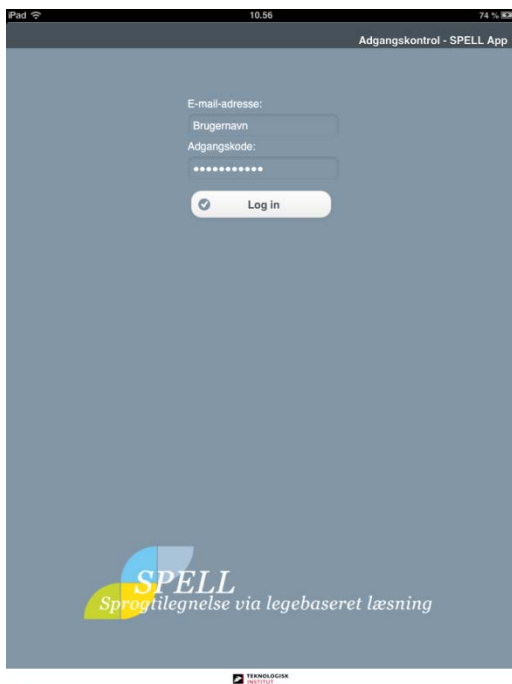 iPad 10.56 74 %
Adgangskontrol - SPELL App
E-mail-adresse:
Brugernavn
Adgangskode:
•••••••••••
Log in
SPELL
Sprogtilegnelse via legebaseret læsning
TEKNOLOGISK
INSTITUT